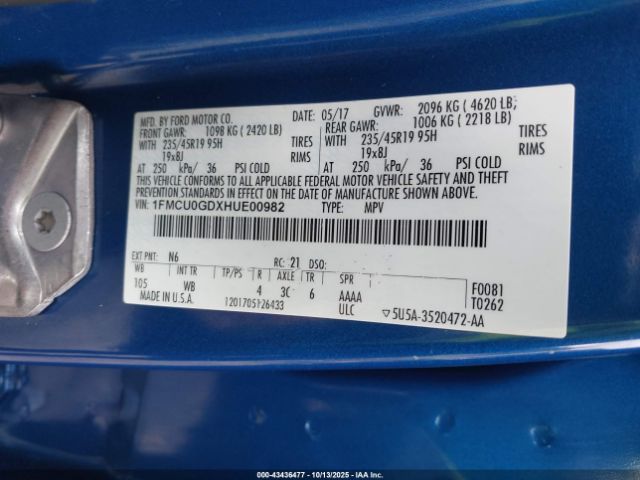 MFD. BY FORD MOTOR CO.
DATE: 05/17 GVWR: 2096 KG ( 4620 LB)
FRONT GAWR: 1098 KG ( 2420 LB) REAR GAWR: 1006 KG ( 2218 LB)
WITH 235/45R19 95H TIRES WITH 235/45R19 95H TIRES
19x8J RIMS 19x8J RIMS
AT 250 kPa/ 36 PSI COLD AT 250 kPa/ 36 PSI COLD
THIS VEHICLE CONFORMS TO ALL APPLICABLE FEDERAL MOTOR VEHICLE SAFETY AND THEFT
PREVENTION STANDARDS IN EFFECT ON THE DATE OF MANUFACTURE SHOWN ABOVE.
VIN: 1FMCU0GDXHUE00982 TYPE: MPV
EXT PNT: N6 RC: 21 DSO:
WB INT TR TP/PS R AXLE TR SPR F0081
105 4 3C 6 AAAA T0262
MADE IN U.S.A. ULC
▽5U5A-3520472-AA
000-43436477 - 10/13/2025 - IAAI.COM